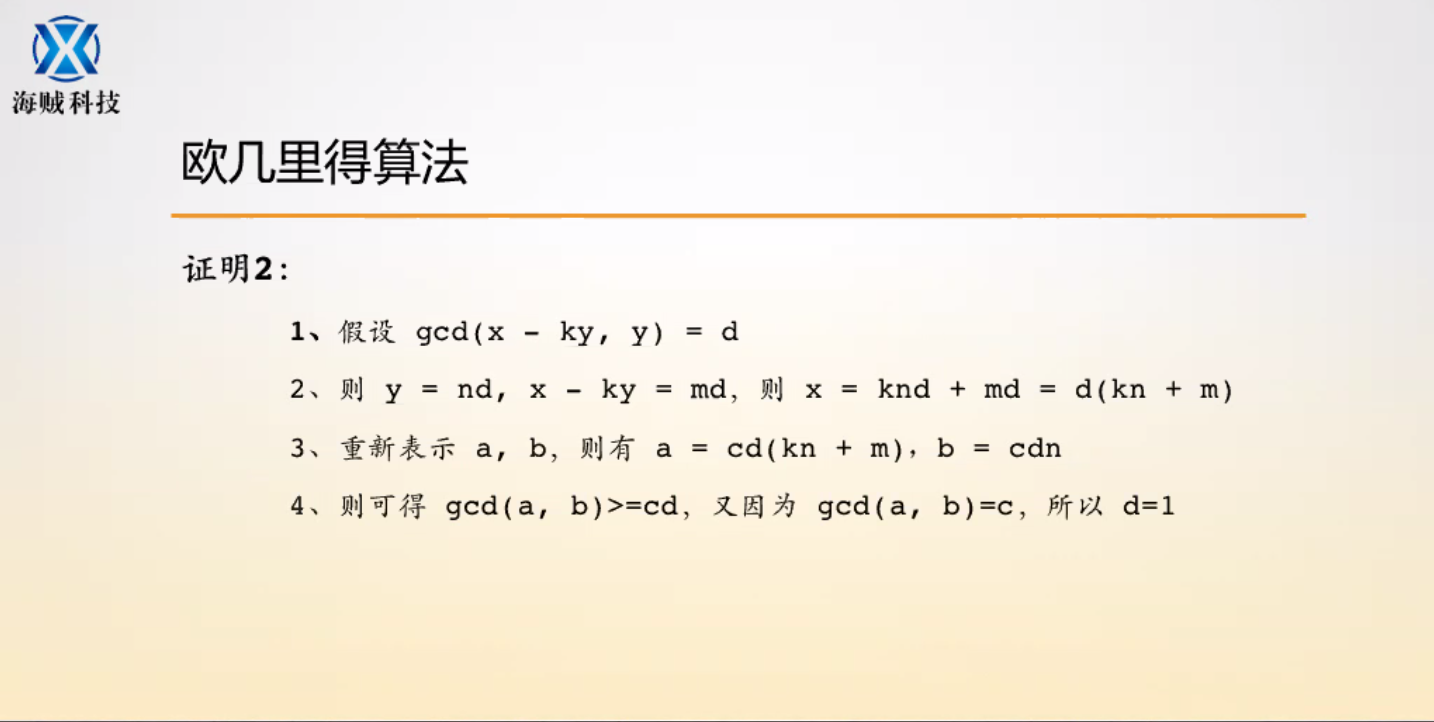 海贼科技
欧几里得算法
证明2:
1、假设 gcd(x - ky, y) = d
2、则 y = nd, x - ky = md, 则 x = knd + md = d(kn + m)
3、重新表示 a, b, 则有 a = cd(kn + m), b = cdn
4、则可得 gcd(a, b)>=cd, 又因为 gcd(a, b)=c, 所以 d=1